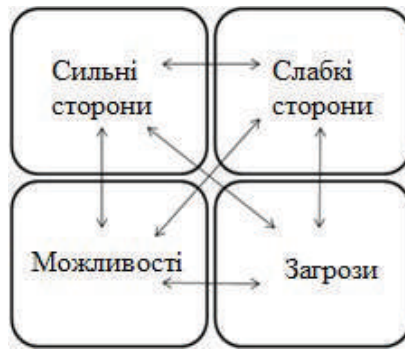 Сильні
сторони
Слабкі
сторони
Можливості
Загрози